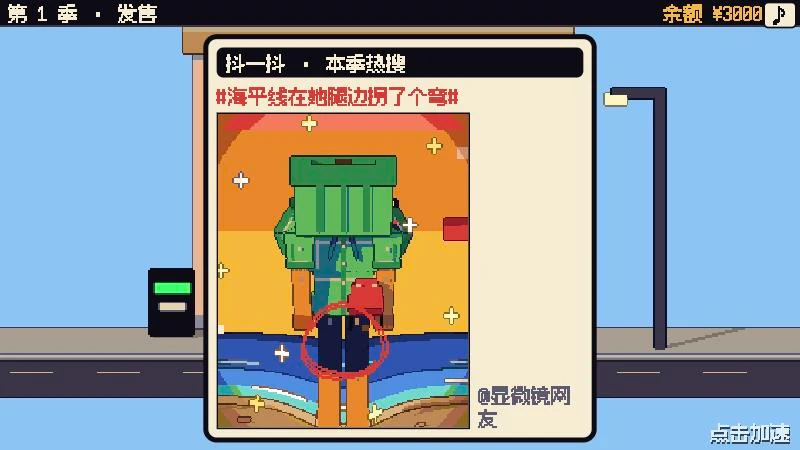 第 1 季 · 发售
余额 ¥3000
抖一抖 · 本季热搜
#海平线在她腿边拐了个弯#
@显微镜网
友
点击加速